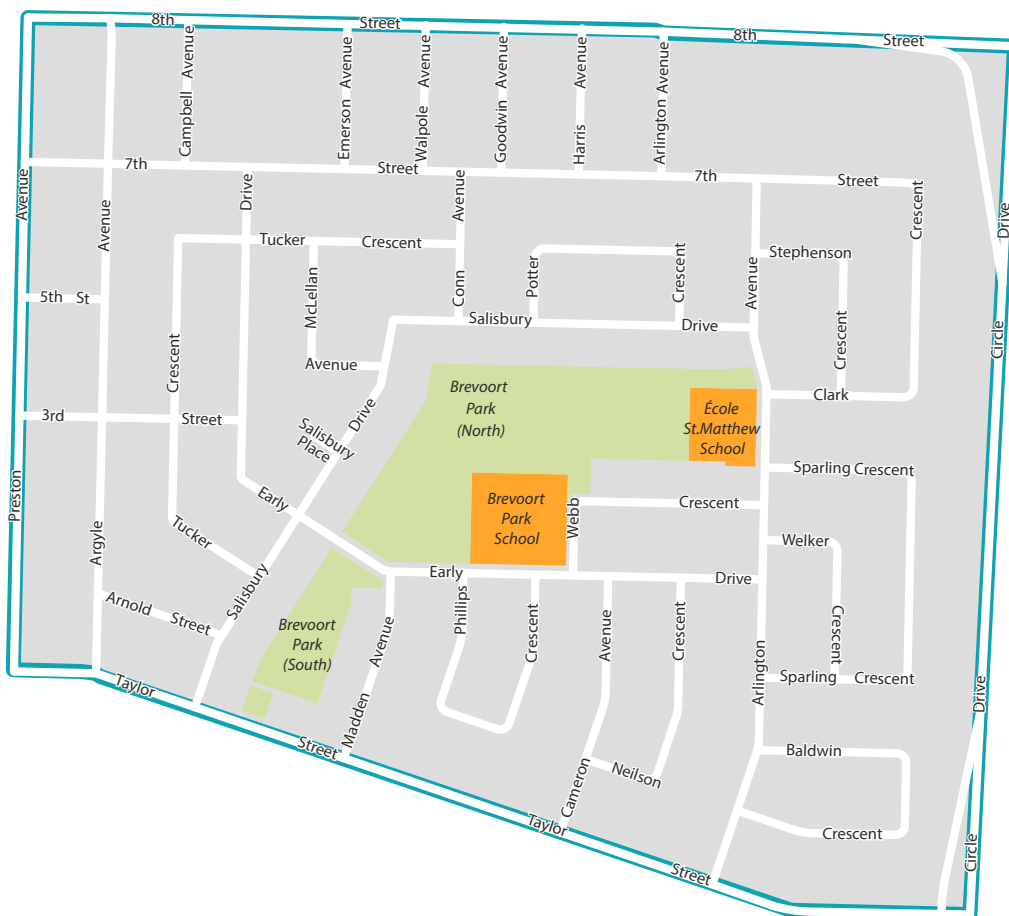 8th
Street
8th
Street
Campbell Avenue
Emerson Avenue
Walpole Avenue
Goodwin Avenue
Harris Avenue
Arlington Avenue
7th
Street
7th
Street
Preston
Avenue
Argyle
Avenue
Drive
Conn
Avenue
Crescent
Circle
Drive
Circle
Drive
Tucker
Crescent
McLellan
Avenue
Potter
Crescent
Stephenson
Crescent
Avenue
5th St
Salisbury
Drive
Crescent
Clark
3rd
Street
Drive
Salisbury
Place
Brevoort
Park
(North)
École
St.Matthew
School
Sparling Crescent
Early
Brevoort
Park
School
Webb
Crescent
Tucker
Welker
Crescent
Early
Drive
Salisbury
Arnold Street
Brevoort
Park
(South)
Madden
Avenue
Phillips
Crescent
Avenue
Crescent
Arlington
Sparling Crescent
Taylor
Street
Baldwin
Cameron
Neilson
Crescent
Taylor
Street
Circle